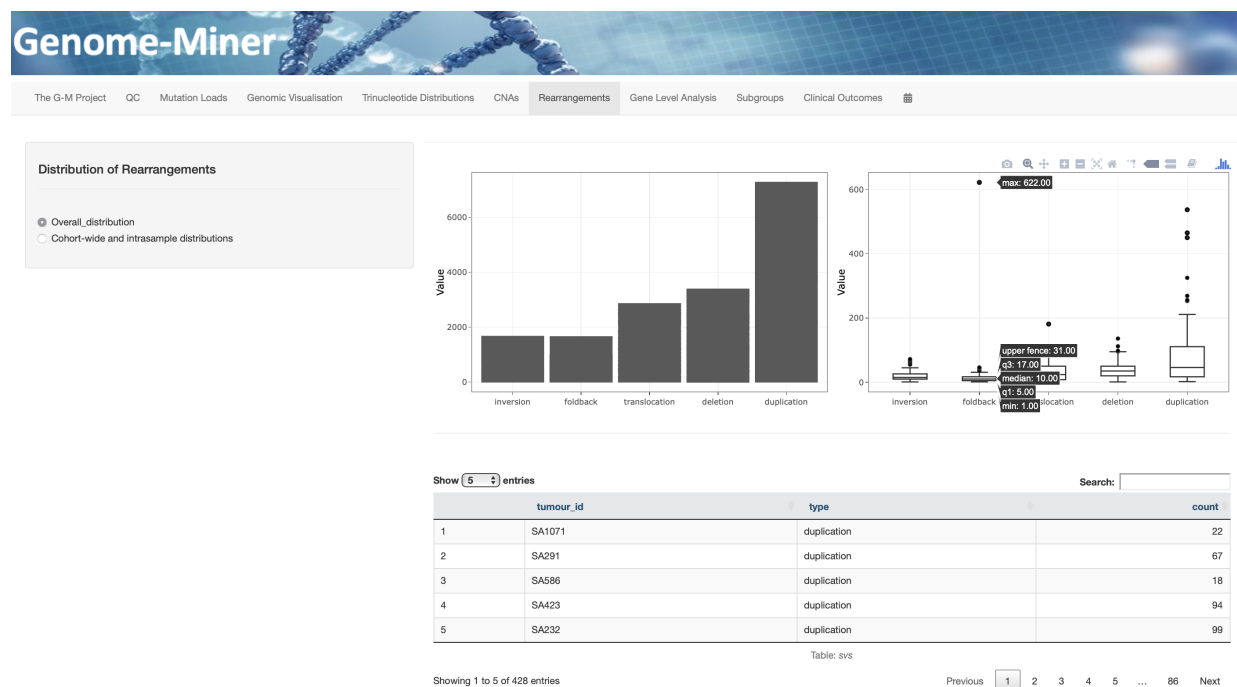 Genome-Miner
The G-M Project QC Mutation Loads Genomic Visualisation Trinucleotide Distributions CNAs Rearrangements Gene Level Analysis Subgroups Clinical Outcomes
Distribution of Rearrangements
Overall_distribution
Cohort-wide and intrasample distributions
Value
6000
4000
2000
0
inversion foldback translocation deletion duplication
Value
600
400
200
0
max: 622.00
upper fence: 31.00
q3: 17.00
median: 10.00
q1: 5.00
min: 1.00
inversion foldback slocation deletion duplication
Show 5 entries
Search:
tumour_id type count
1 SA1071 duplication 22
2 SA291 duplication 67
3 SA586 duplication 18
4 SA423 duplication 94
5 SA232 duplication 99
Table: svs
Showing 1 to 5 of 428 entries
Previous 1 2 3 4 5 ... 86 Next